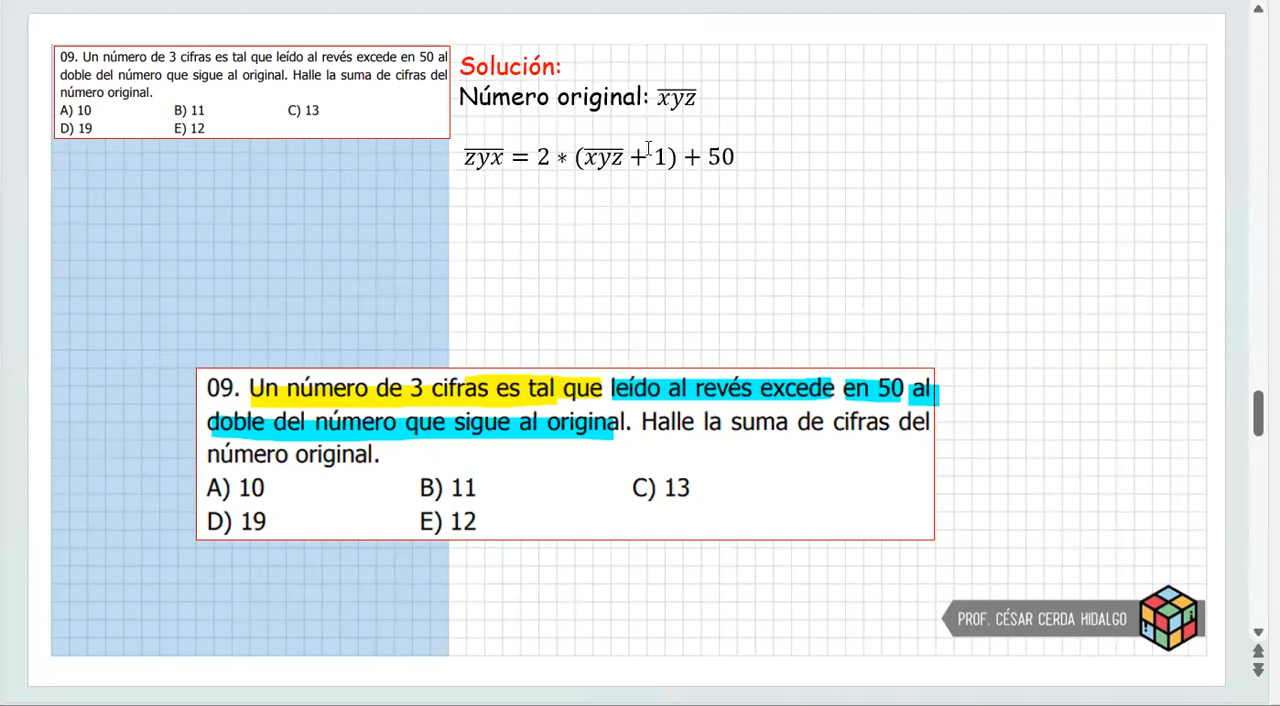 09. Un número de 3 cifras es tal que leído al revés excede en 50 al
doble del número que sigue al original. Halle la suma de cifras del
número original.
A) 10 B) 11 C) 13
D) 19 E) 12
Solución:
Número original: \overline{xyz}
\overline{zyx} = 2 ∗ (\overline{xyz} + 1) + 50
09. Un número de 3 cifras es tal que leído al revés excede en 50 al
doble del número que sigue al original. Halle la suma de cifras del
número original.
A) 10 B) 11 C) 13
D) 19 E) 12
PROF. CÉSAR CERDA HIDALGO